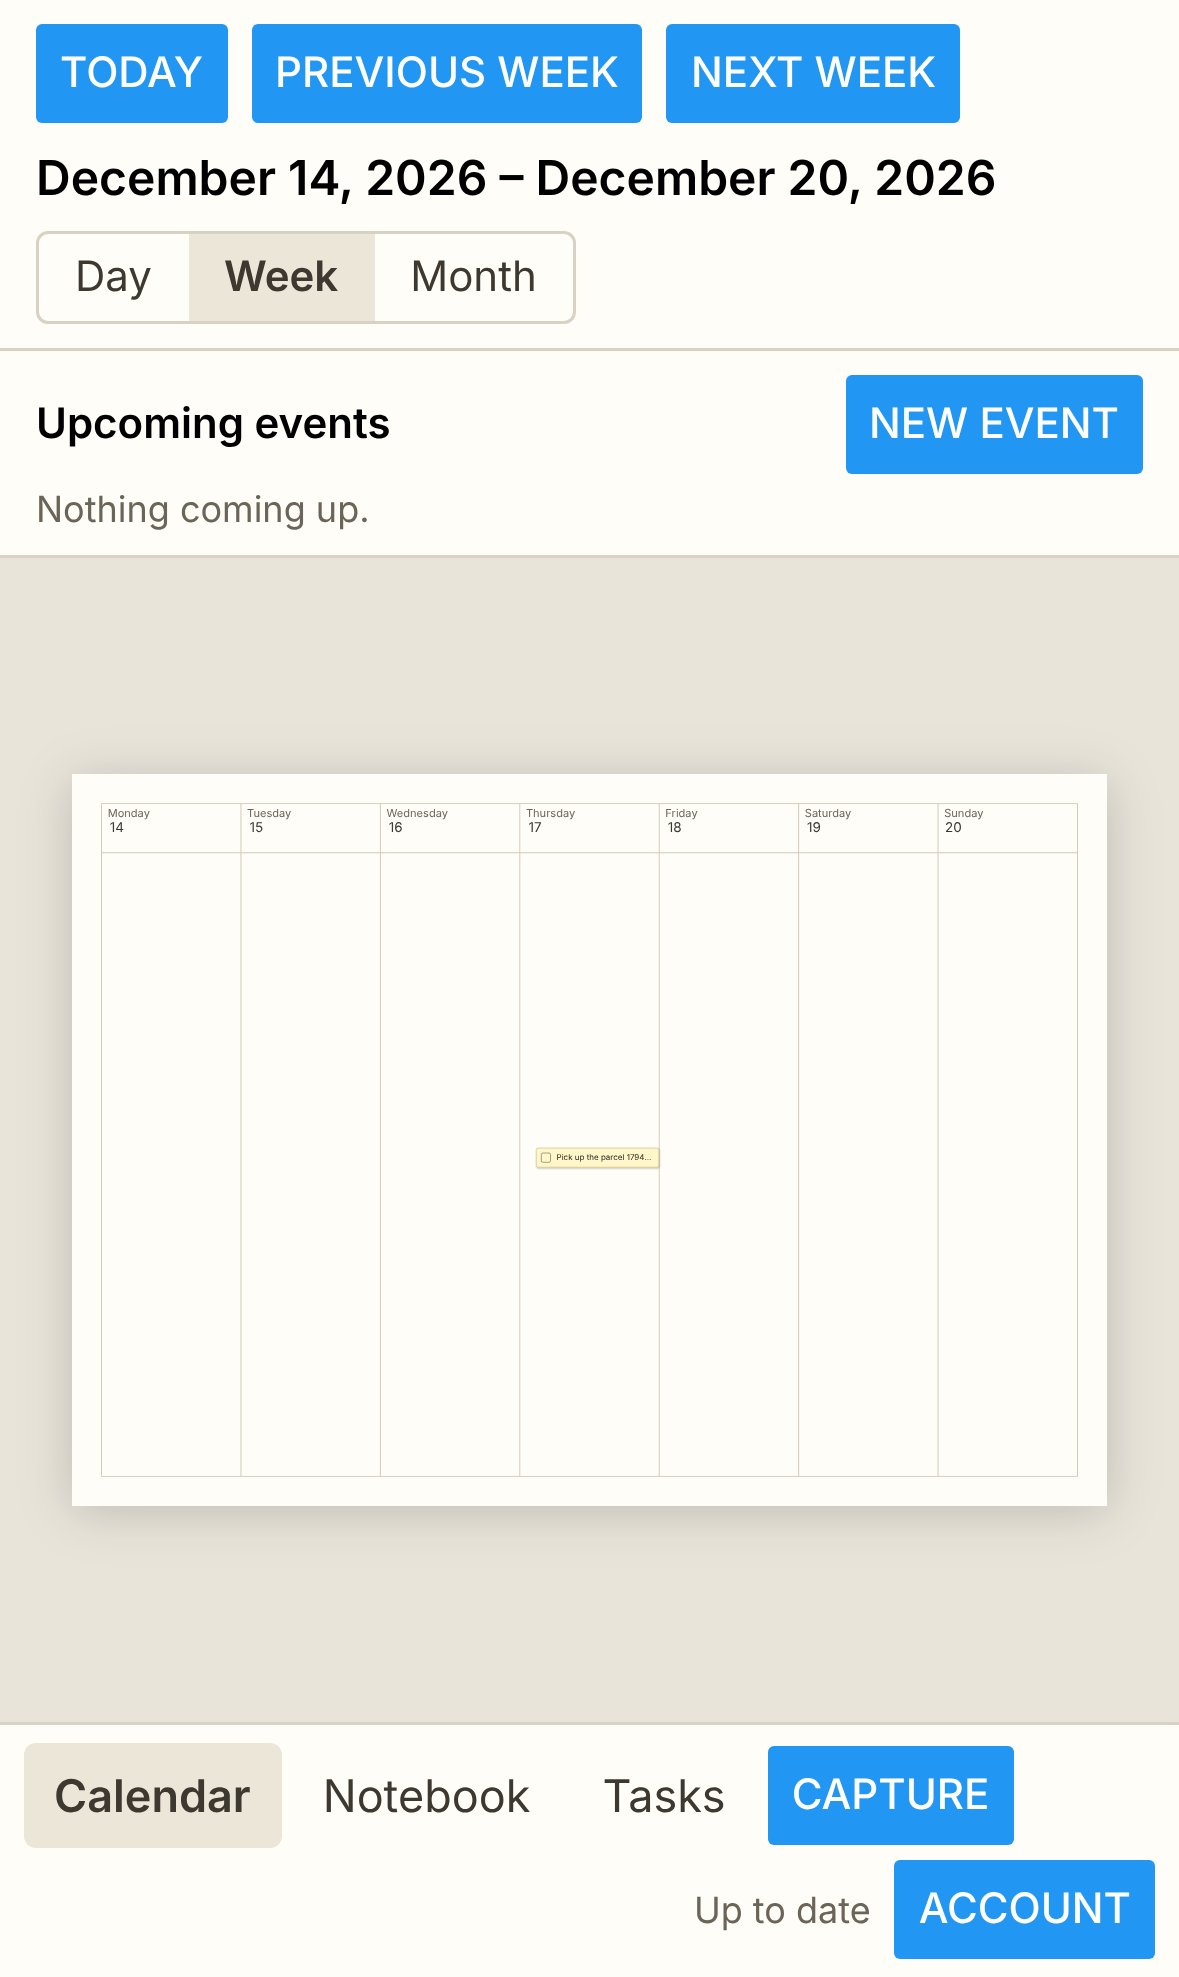 TODAY PREVIOUS WEEK NEXT WEEK
December 14, 2026 – December 20, 2026
Day Week Month
Upcoming events NEW EVENT
Nothing coming up.
Monday Tuesday Wednesday Thursday Friday Saturday Sunday
14 15 16 17 18 19 20
Pick up the parcel 1794...
Calendar Notebook Tasks CAPTURE
Up to date ACCOUNT